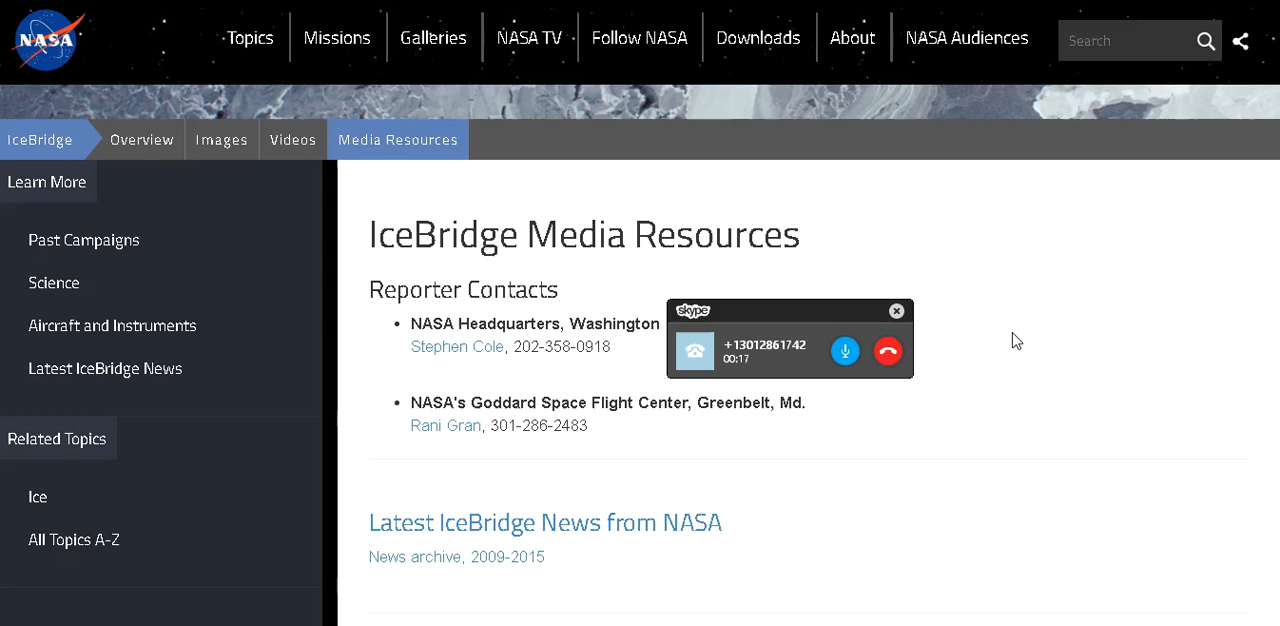 NASA
Topics
Missions
Galleries
NASA TV
Follow NASA
Downloads
About
NASA Audiences
Search
IceBridge
Overview
Images
Videos
Media Resources
Learn More
Past Campaigns
Science
Aircraft and Instruments
Latest IceBridge News
Related Topics
Ice
All Topics A-Z
IceBridge Media Resources
Reporter Contacts
• NASA Headquarters, Washington
Stephen Cole, 202-358-0918
skype
+13012861742
00:17
• NASA's Goddard Space Flight Center, Greenbelt, Md.
Rani Gran, 301-286-2483
Latest IceBridge News from NASA
News archive, 2009-2015